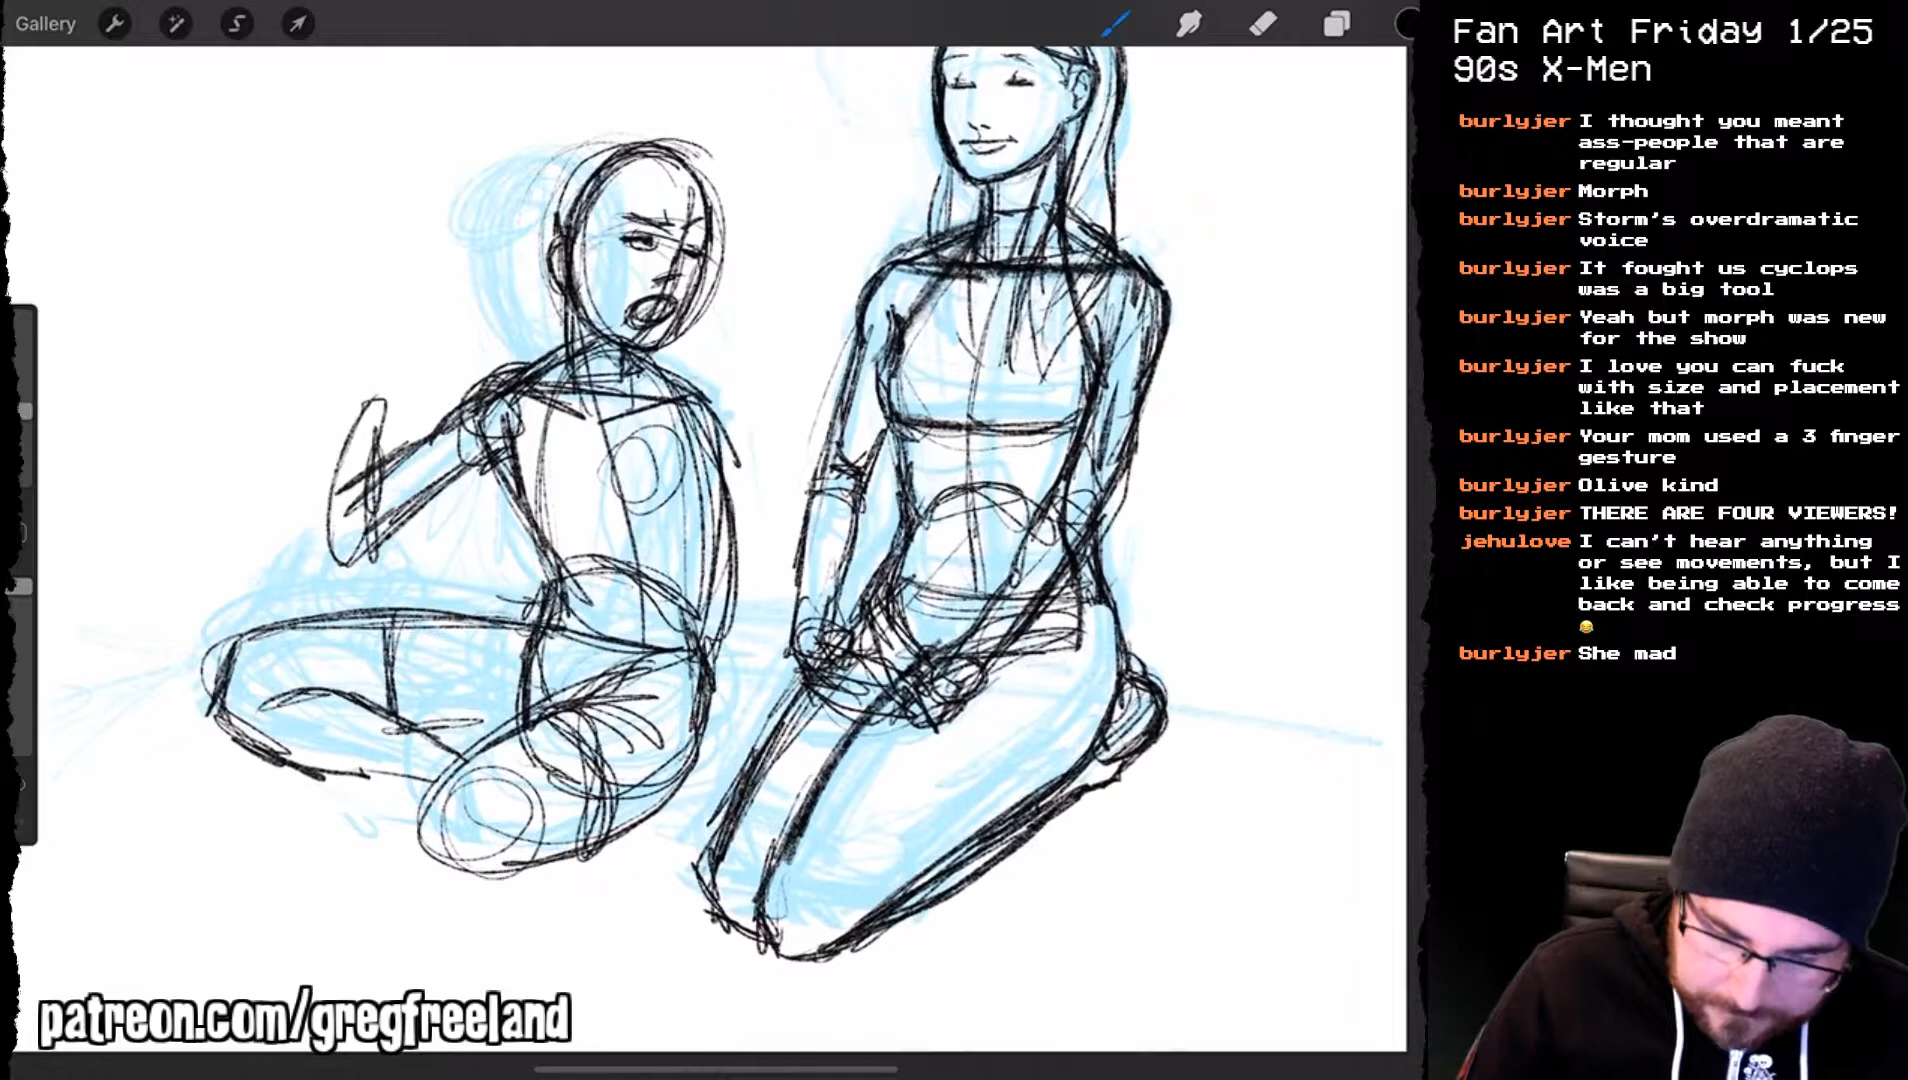 Gallery
Fan Art Friday 1/25
90s X-Men
burlyjer I thought you meant
ass-people that are
regular
burlyjer Morph
burlyjer Storm's overdramatic
voice
burlyjer It fought us cyclops
was a big tool
burlyjer Yeah but morph was new
for the show
burlyjer I love you can fuck
with size and placement
like that
burlyjer Your mom used a 3 finger
gesture
burlyjer Olive kind
burlyjer THERE ARE FOUR VIEWERS!
jehulove I can't hear anything
or see movements, but I
like being able to come
back and check progress
😂
burlyjer She mad
patreon.com/gregfreeland